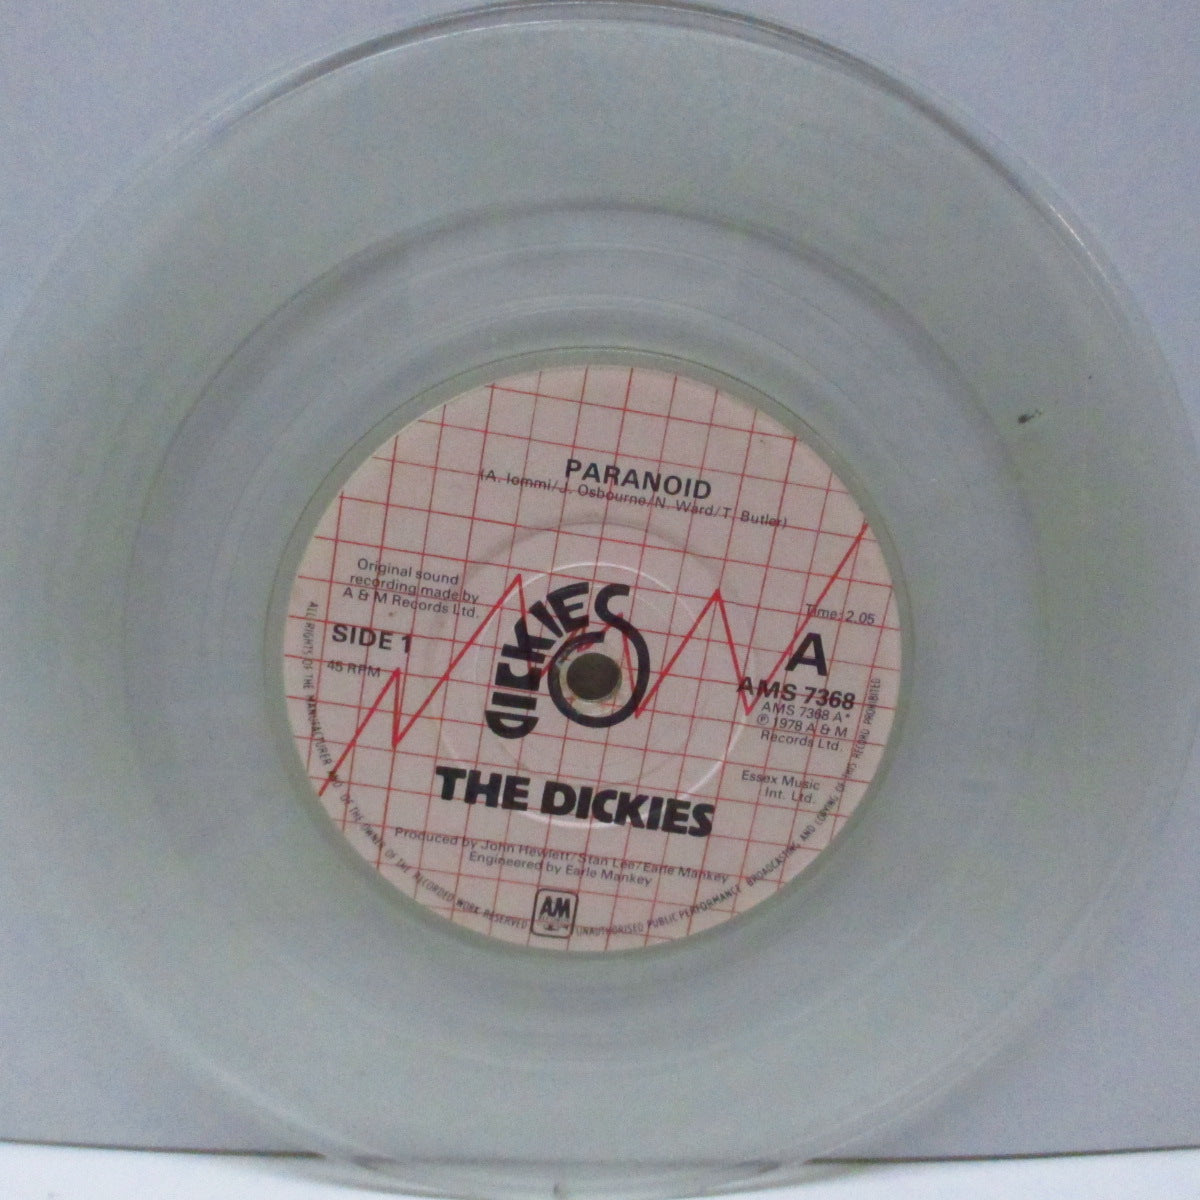 PARANOID
(A. Iommi/J. Osbourne/N. Ward/T. Butler)
Original sound
recording made by
A & M Records Ltd.
SIDE 1
45 RPM
DICKIES
Time: 2.05
A
AMS 7368
AMS 7368 A*
℗ 1978 A & M
Records Ltd.
Essex Music
Int. Ltd.
THE DICKIES
Produced by John Hewlett/Stan Lee/Earle Mankey
Engineered by Earle Mankey
AM
ALL RIGHTS OF THE MANUFACTURER AND OF THE OWNER OF THE RECORDED WORK RESERVED
UNAUTHORISED PUBLIC PERFORMANCE BROADCASTING AND COPYING OF THIS RECORD PROHIBITED